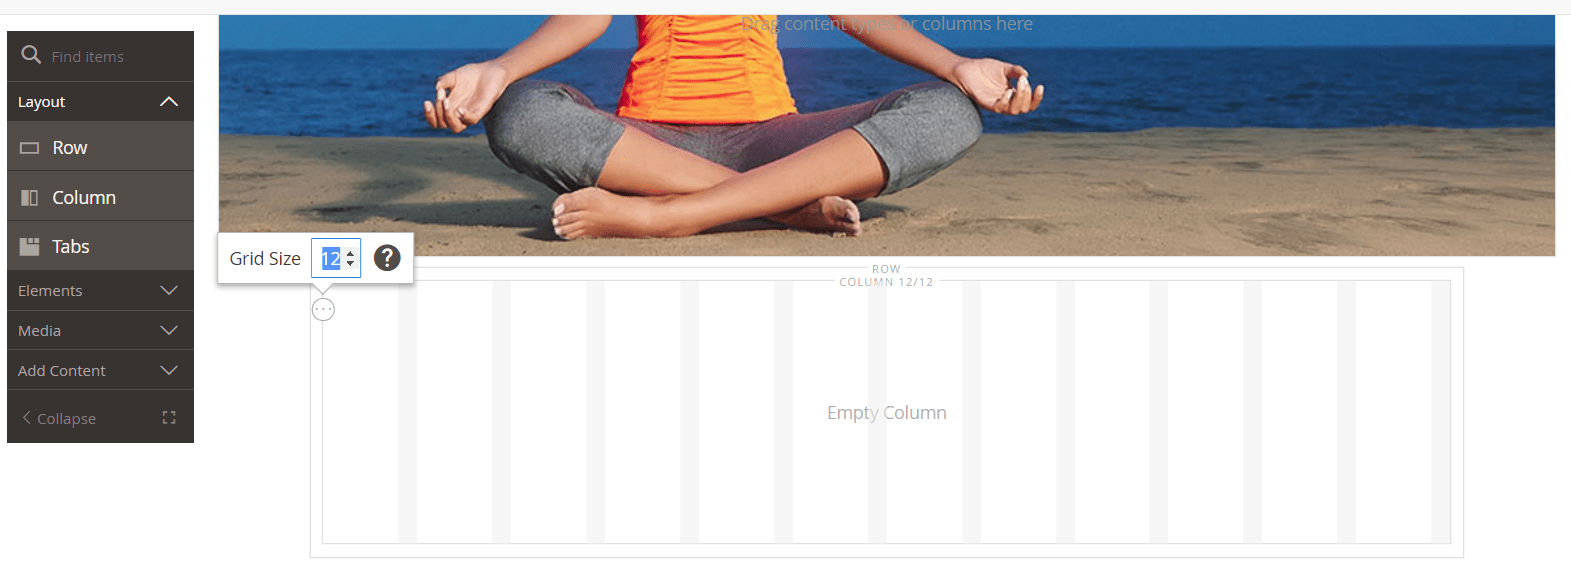 Drag content types or columns here
Find items
Layout
Row
Column
Tabs
Elements
Media
Add Content
Collapse
Grid Size 12 ?
ROW
COLUMN 12/12
Empty Column